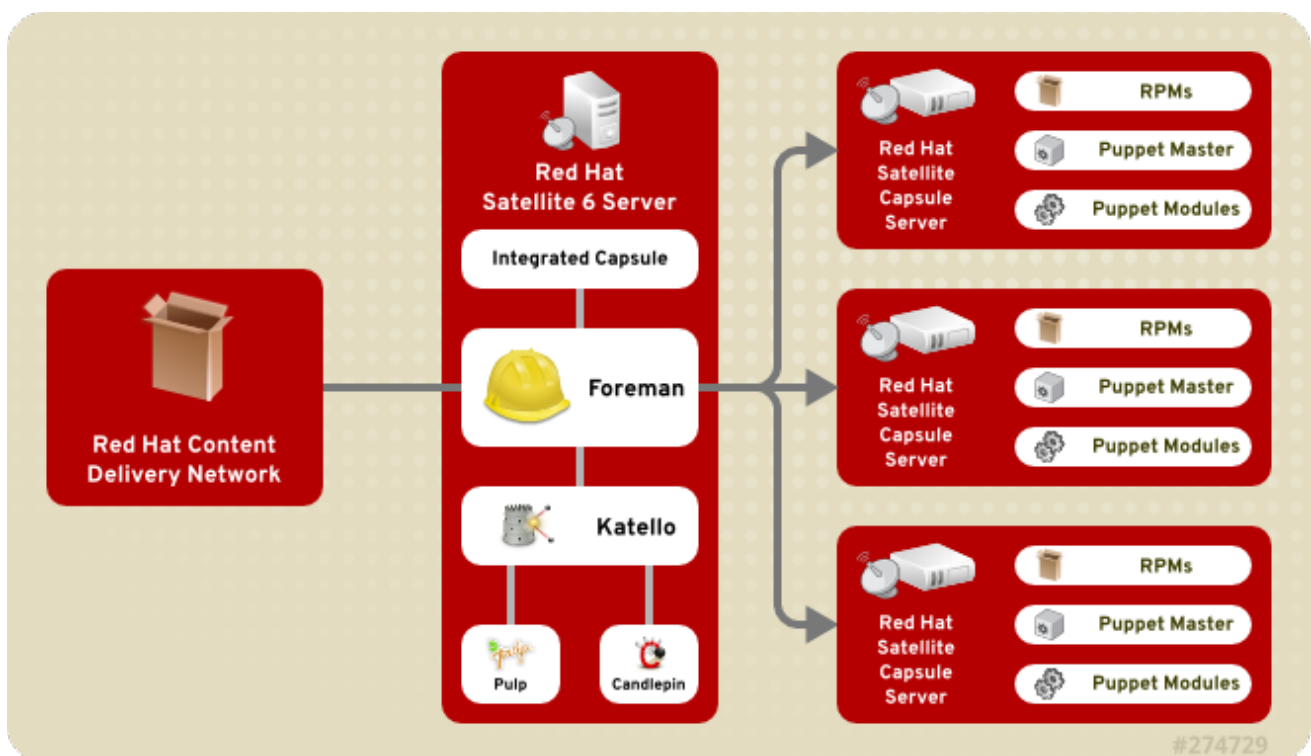 Red Hat Content
Delivery Network
Red Hat
Satellite 6 Server
Integrated Capsule
Foreman
Katello
Pulp
Candlepin
Red Hat
Satellite
Capsule
Server
RPMs
Puppet Master
Puppet Modules
Red Hat
Satellite
Capsule
Server
RPMs
Puppet Master
Puppet Modules
Red Hat
Satellite
Capsule
Server
RPMs
Puppet Master
Puppet Modules
#274729